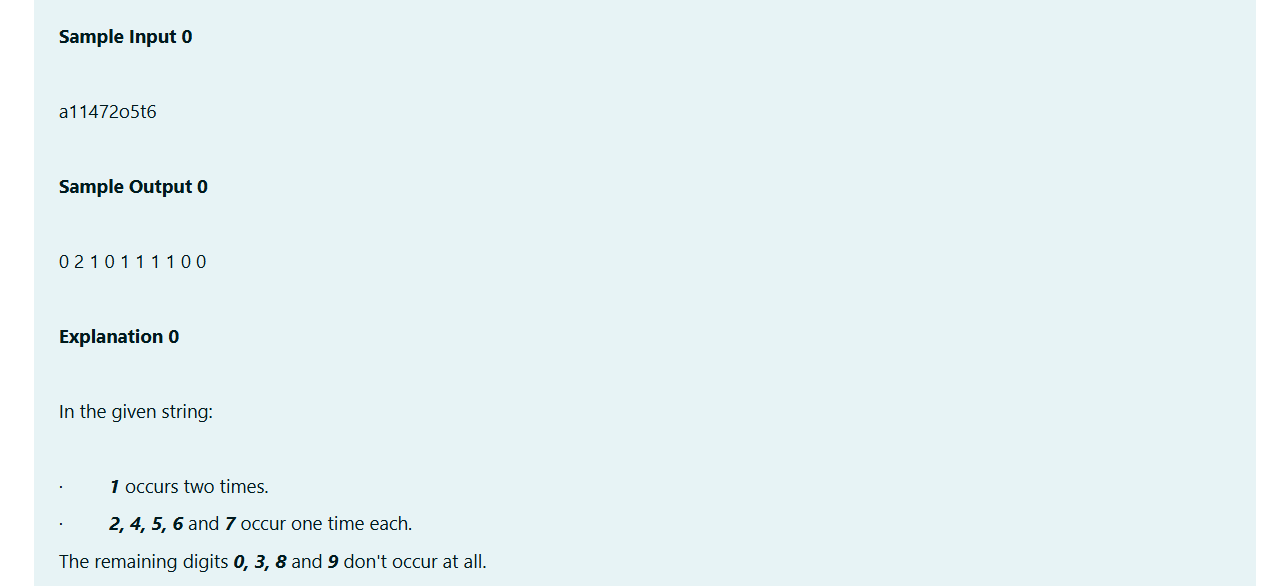 Sample Input 0
a11472o5t6
Sample Output 0
0 2 1 0 1 1 1 1 0 0
Explanation 0
In the given string:
· 1 occurs two times.
· 2, 4, 5, 6 and 7 occur one time each.
The remaining digits 0, 3, 8 and 9 don't occur at all.